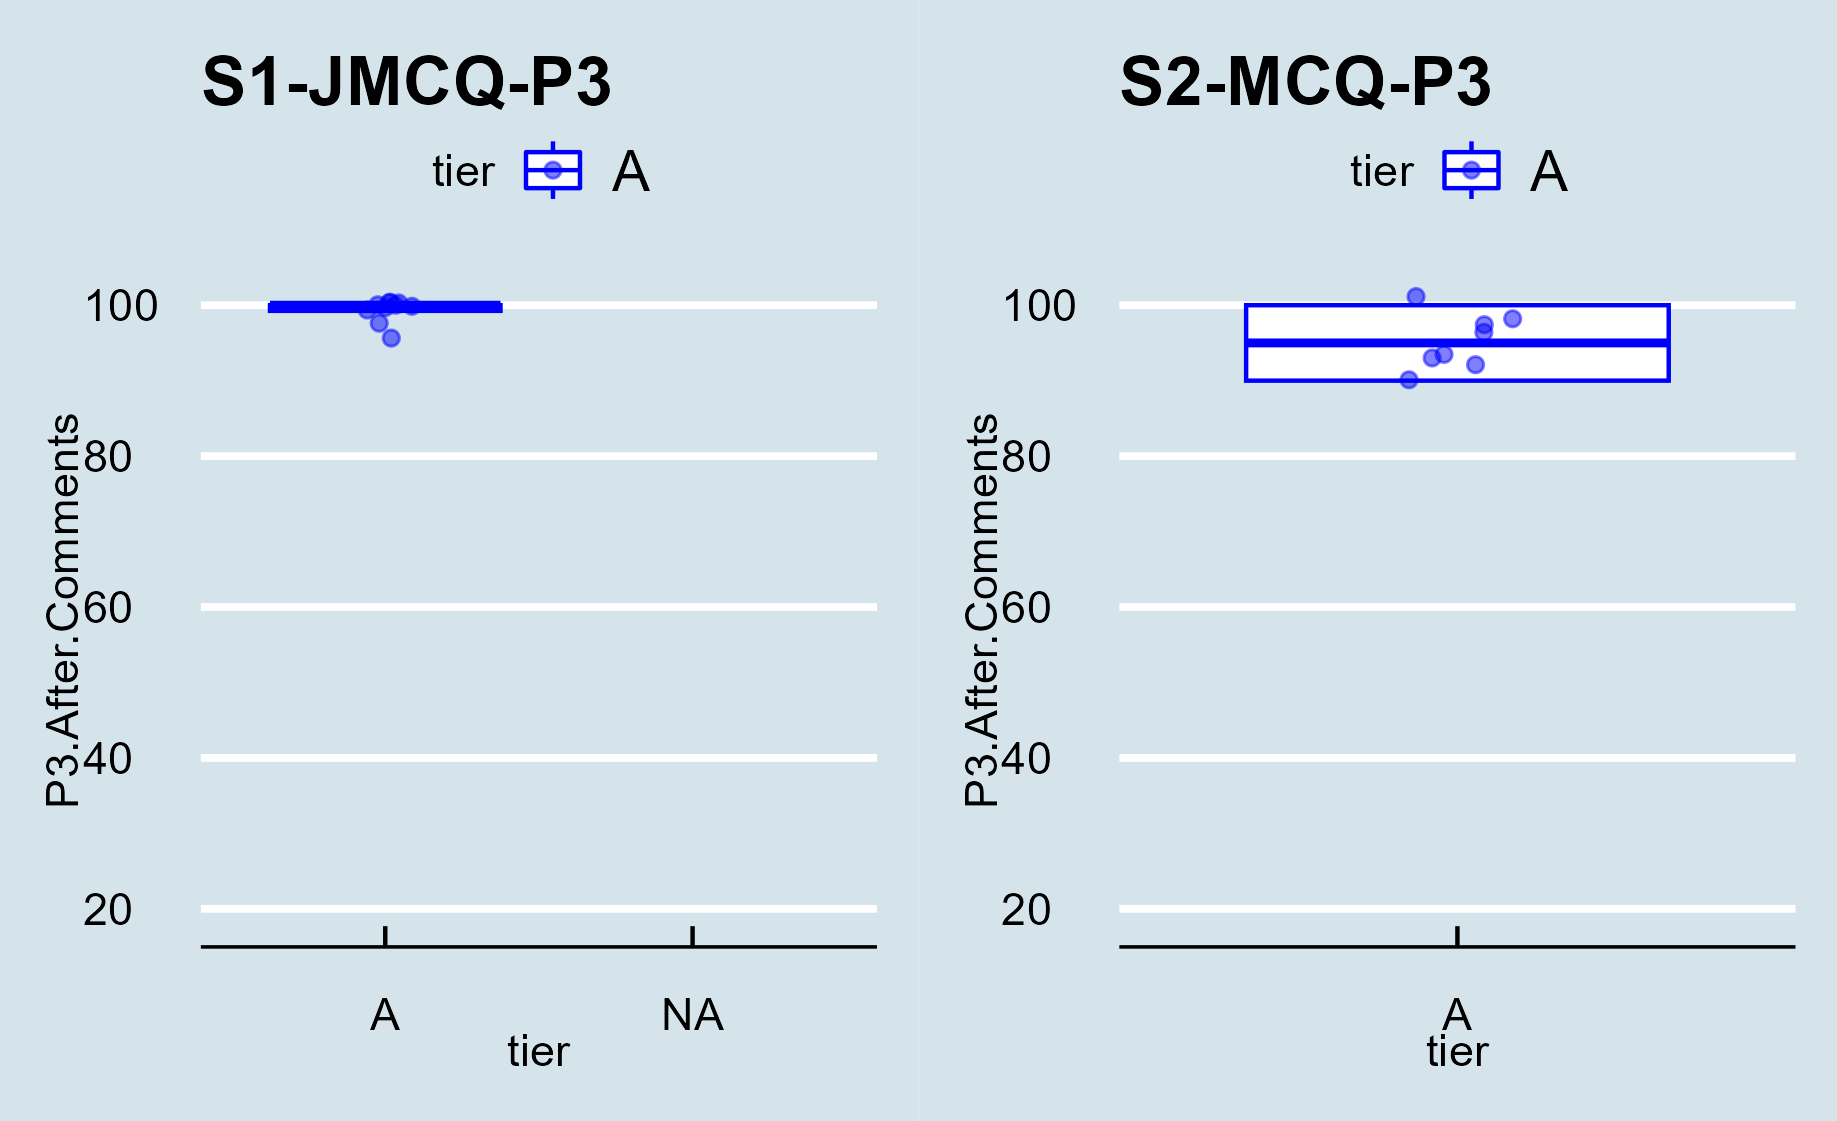 S1-JMCQ-P3
tier A
100
80
60
40
20
P3.After.Comments
A NA
tier
S2-MCQ-P3
tier A
100
80
60
40
20
P3.After.Comments
A
tier